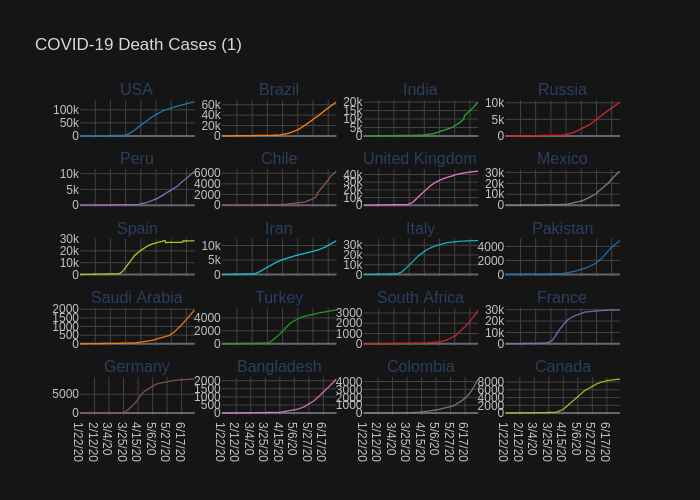 COVID-19 Death Cases (1)
USA
Brazil
India
Russia
100k
50k
0
60k
40k
20k
0
20k
15k
10k
5k
0
10k
5k
0
Peru
Chile
United Kingdom
Mexico
10k
5k
0
6000
4000
2000
0
40k
30k
20k
10k
0
30k
20k
10k
0
Spain
Iran
Italy
Pakistan
30k
20k
10k
0
10k
5k
0
30k
20k
10k
0
4000
2000
0
Saudi Arabia
Turkey
South Africa
France
2000
1500
1000
500
0
4000
2000
0
3000
2000
1000
0
30k
20k
10k
0
Germany
Bangladesh
Colombia
Canada
5000
0
2000
1500
1000
500
0
4000
3000
2000
1000
0
8000
6000
4000
2000
0
1/22/20
2/12/20
3/4/20
3/25/20
4/15/20
5/6/20
5/27/20
6/17/20
1/22/20
2/12/20
3/4/20
3/25/20
4/15/20
5/6/20
5/27/20
6/17/20
1/22/20
2/12/20
3/4/20
3/25/20
4/15/20
5/6/20
5/27/20
6/17/20
1/22/20
2/12/20
3/4/20
3/25/20
4/15/20
5/6/20
5/27/20
6/17/20